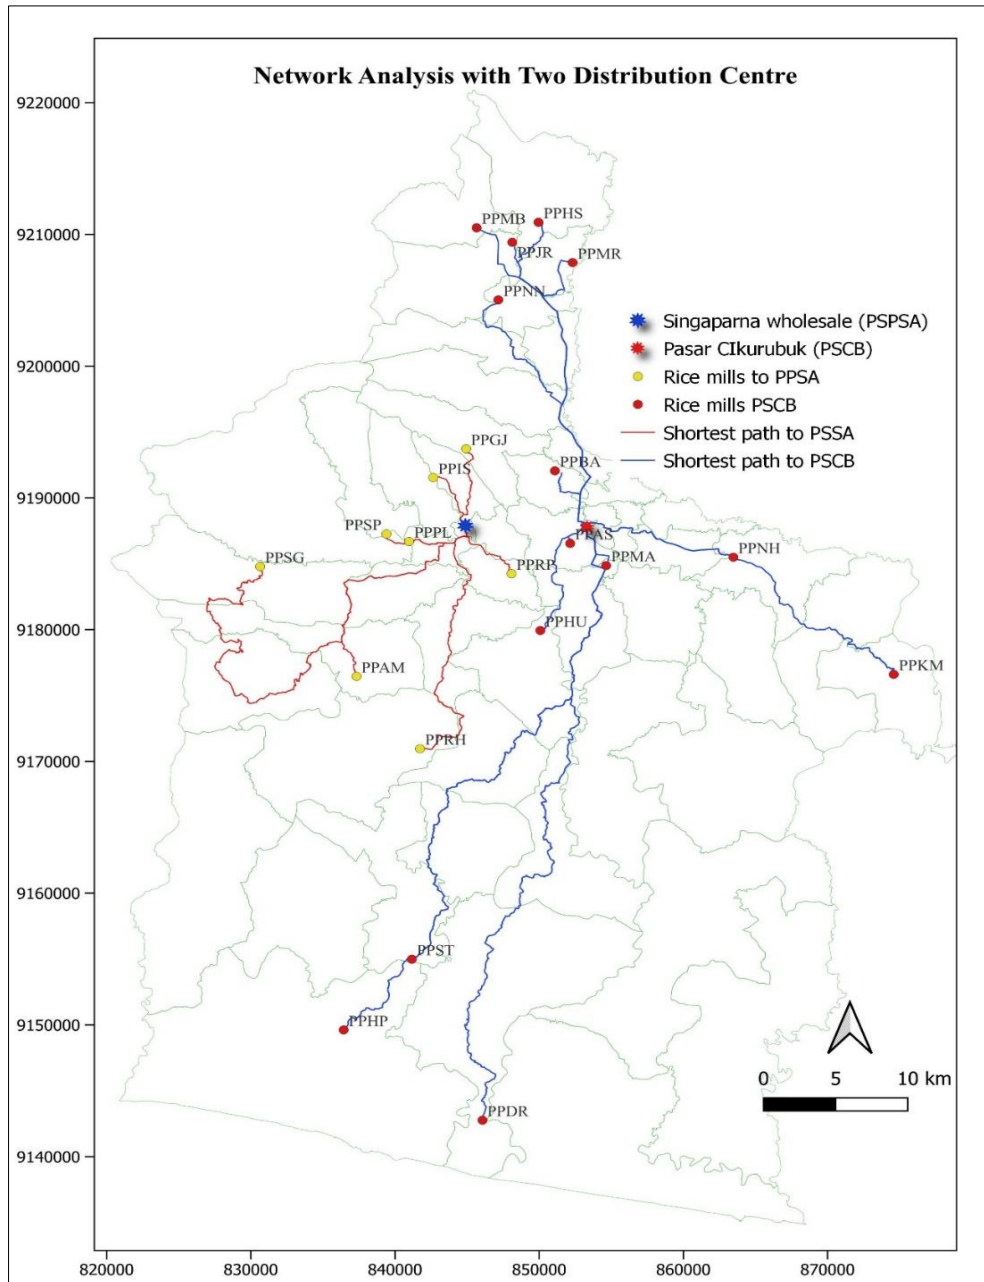 Network Analysis with Two Distribution Centre
9220000
PPMB
PPHS
9210000
PPJR
PPMR
PPNN
Singaparna wholesale (PSPSA)
Pasar CIkurubuk (PSCB)
9200000
Rice mills to PPSA
Rice mills PSCB
PPGJ
Shortest path to PSSA
PPIS
PPBA
Shortest path to PSCB
9190000
PPSP
PPPL
PPAS
PPSG
PPRP
PPMA
PPNH
9180000
PPHU
PPAM
PPKM
PPRH
9170000
9160000
PPST
9150000
PPHP
0 5 10 km
PPDR
9140000
820000 830000 840000 850000 860000 870000